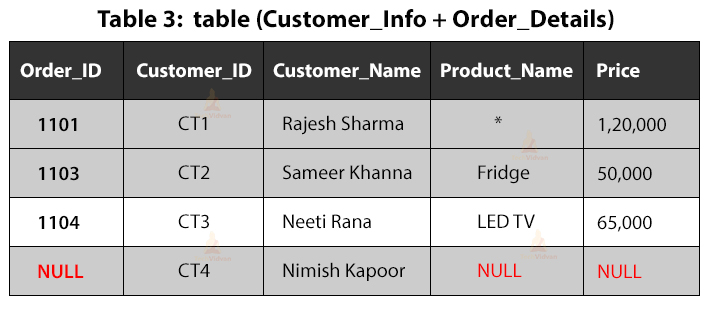 Table 3: table (Customer_Info + Order_Details)
Order_ID Customer_ID Customer_Name Product_Name Price
1101 CT1 Rajesh Sharma * 1,20,000
1103 CT2 Sameer Khanna Fridge 50,000
1104 CT3 Neeti Rana LED TV 65,000
NULL CT4 Nimish Kapoor NULL NULL